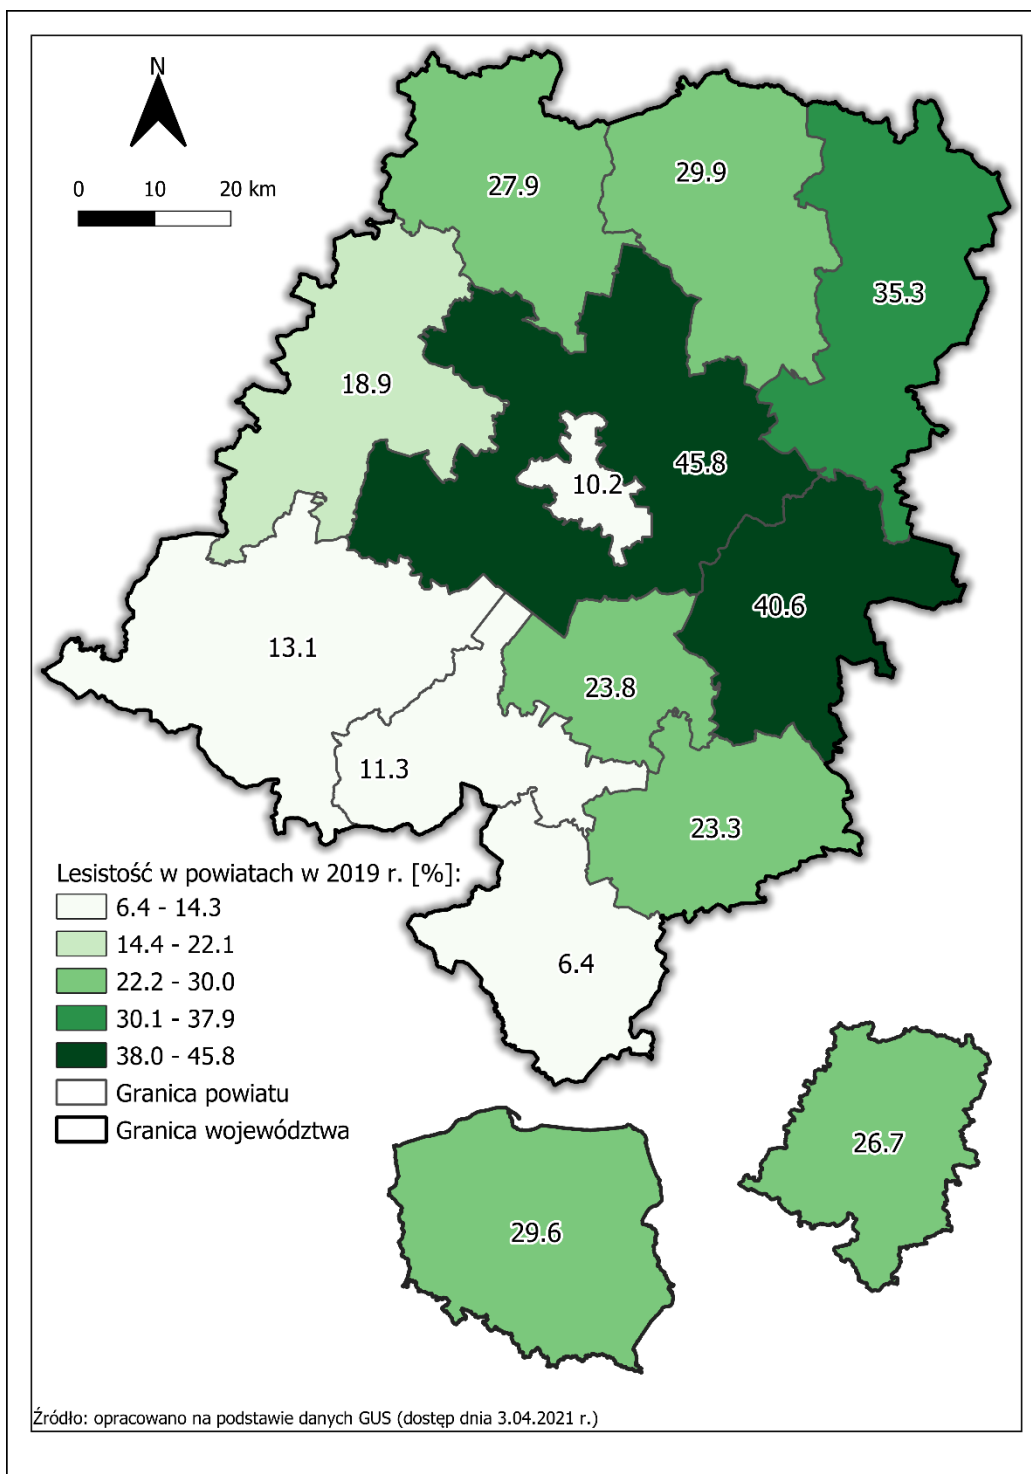 N
0 10 20 km
27.9
29.9
35.3
18.9
45.8
10.2
40.6
13.1
23.8
11.3
23.3
Lesistość w powiatach w 2019 r. [%]:
6.4 - 14.3
14.4 - 22.1
22.2 - 30.0
30.1 - 37.9
38.0 - 45.8
Granica powiatu
Granica województwa
6.4
26.7
29.6
Źródło: opracowano na podstawie danych GUS (dostęp dnia 3.04.2021 r.)